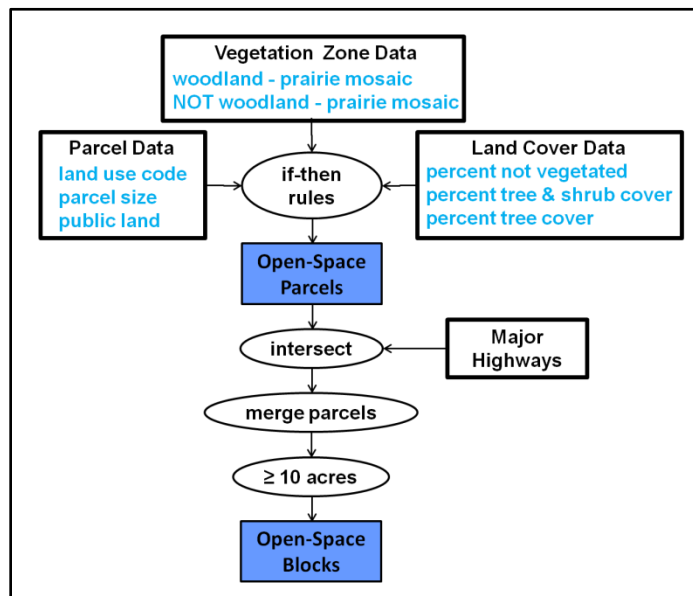 Vegetation Zone Data
woodland - prairie mosaic
NOT woodland - prairie mosaic
Parcel Data
land use code
parcel size
public land
if-then
rules
Land Cover Data
percent not vegetated
percent tree & shrub cover
percent tree cover
Open-Space
Parcels
intersect
Major
Highways
merge parcels
≥ 10 acres
Open-Space
Blocks